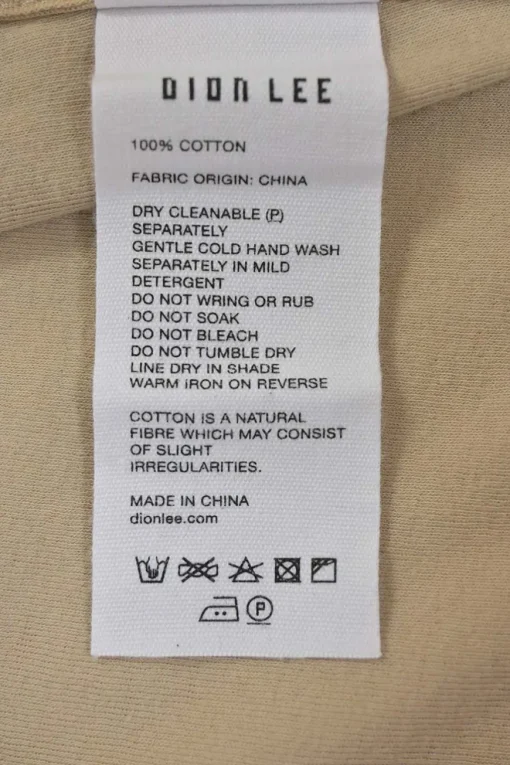 DION LEE
100% COTTON
FABRIC ORIGIN: CHINA
DRY CLEANABLE (P)
SEPARATELY
GENTLE COLD HAND WASH
SEPARATELY IN MILD
DETERGENT
DO NOT WRING OR RUB
DO NOT SOAK
DO NOT BLEACH
DO NOT TUMBLE DRY
LINE DRY IN SHADE
WARM IRON ON REVERSE
COTTON IS A NATURAL
FIBRE WHICH MAY CONSIST
OF SLIGHT
IRREGULARITIES.
MADE IN CHINA
dionlee.com
P